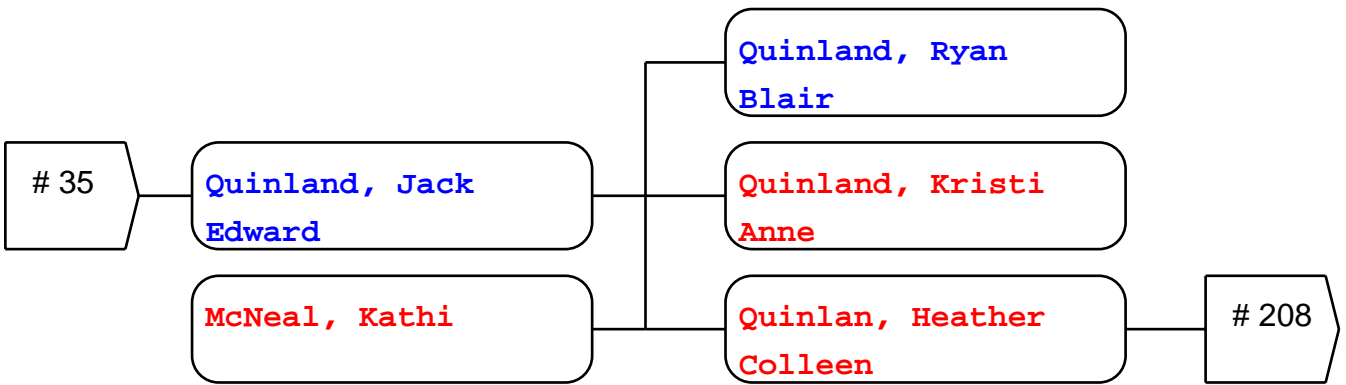 Quinland, Ryan
Blair
# 35
Quinland, Jack
Edward
Quinland, Kristi
Anne
McNeal, Kathi
Quinlan, Heather
Colleen
# 208